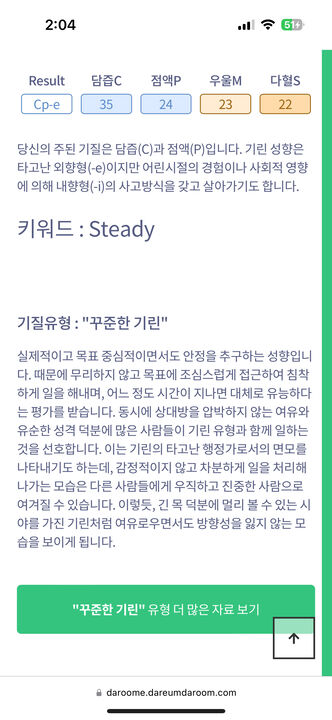 2:04
51
Result 담즙C 점액P 우울M 다혈S
Cp-e 35 24 23 22
당신의 주된 기질은 담즙(C)과 점액(P)입니다. 기린 성향은
타고난 외향형(-e)이지만 어린시절의 경험이나 사회적 영향
에 의해 내향형(-i)의 사고방식을 갖고 살아가기도 합니다.
키워드 : Steady
기질유형 : "꾸준한 기린"
실제적이고 목표 중심적이면서도 안정을 추구하는 성향입니
다. 때문에 무리하지 않고 목표에 조심스럽게 접근하여 침착
하게 일을 해내며, 어느 정도 시간이 지나면 대체로 유능하다
는 평가를 받습니다. 동시에 상대방을 압박하지 않는 여유와
유순한 성격 덕분에 많은 사람들이 기린 유형과 함께 일하는
것을 선호합니다. 이는 기린의 타고난 행정가로서의 면모를
나타내기도 하는데, 감정적이지 않고 차분하게 일을 처리해
나가는 모습은 다른 사람들에게 우직하고 진중한 사람으로
여겨질 수 있습니다. 이렇듯, 긴 목 덕분에 멀리 볼 수 있는 시
야를 가진 기린처럼 여유로우면서도 방향성을 잃지 않는 모
습을 보이게 됩니다.
"꾸준한 기린" 유형 더 많은 자료 보기
daroome.dareumdaroom.com